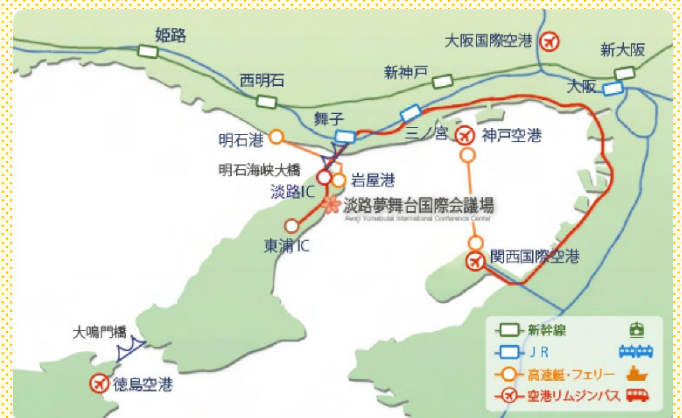 姫路
大阪国際空港
新大阪
西明石
新神戸
大阪
舞子
三ノ宮
神戸空港
明石港
明石海峡大橋
岩屋港
淡路IC
淡路夢舞台国際会議場
Awaji Yumebutai International Conference Center
東浦IC
関西国際空港
大鳴門橋
徳島空港
新幹線
JR
高速艇・フェリー
空港リムジンバス